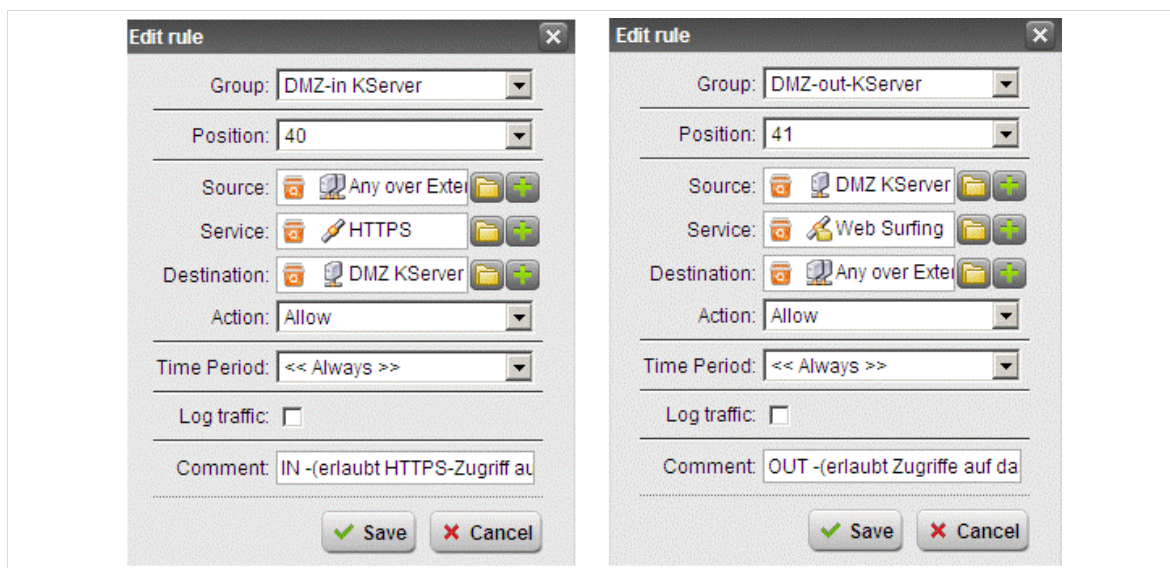 Edit rule
Group: DMZ-in KServer
Position: 40
Source: Any over Exter
Service: HTTPS
Destination: DMZ KServer
Action: Allow
Time Period: << Always >>
Log traffic:
Comment: IN -(erlaubt HTTPS-Zugriff au
Save Cancel
Edit rule
Group: DMZ-out-KServer
Position: 41
Source: DMZ KServer
Service: Web Surfing
Destination: Any over Exter
Action: Allow
Time Period: << Always >>
Log traffic:
Comment: OUT -(erlaubt Zugriffe auf da
Save Cancel